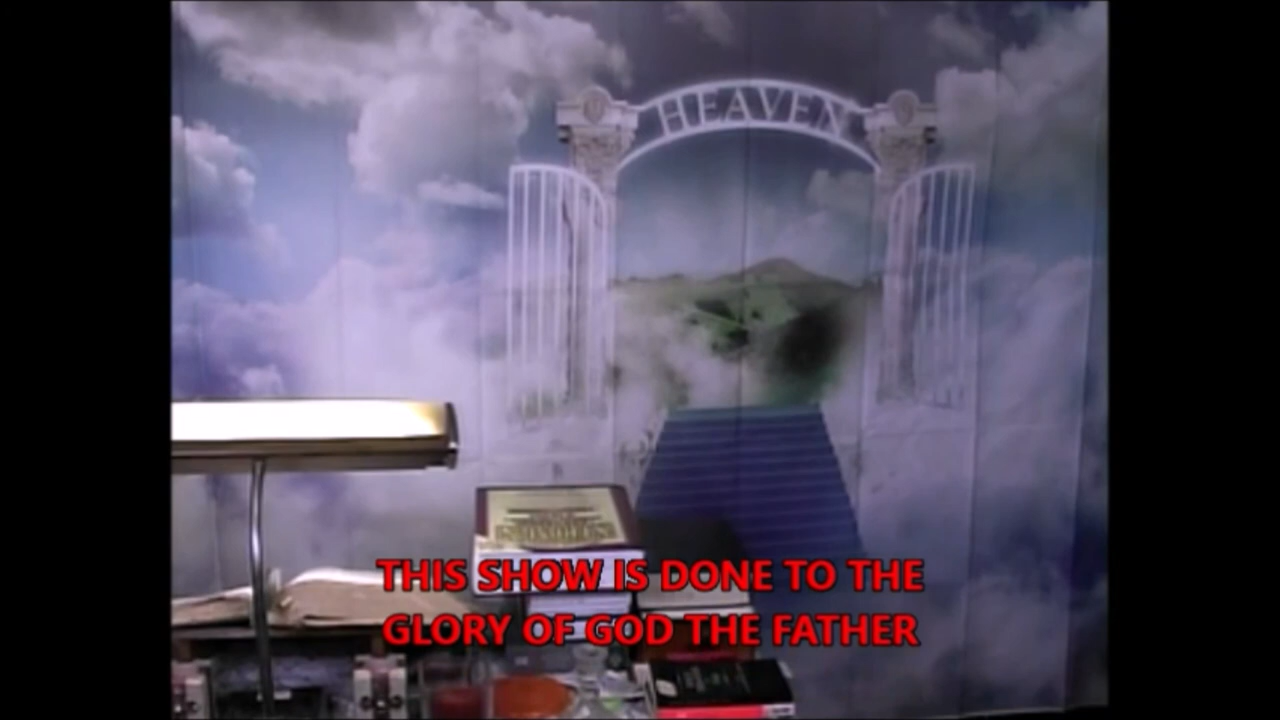 HEAVEN
THIS SHOW IS DONE TO THE
GLORY OF GOD THE FATHER